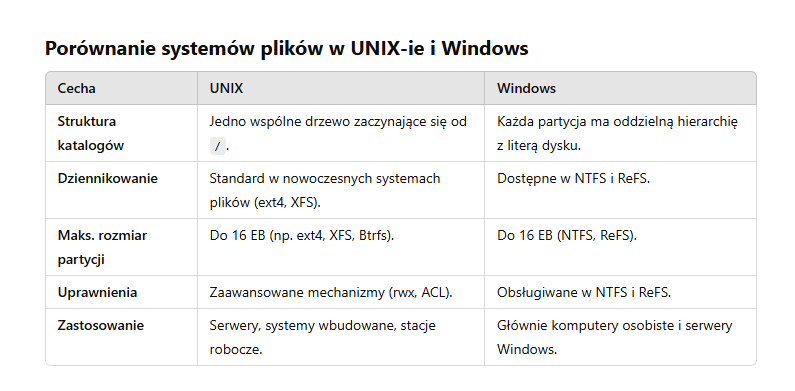 Porównanie systemów plików w UNIX-ie i Windows
Cecha UNIX Windows
Struktura katalogów Jedno wspólne drzewo zaczynające się od / . Każda partycja ma oddzielną hierarchię z literą dysku.
Dziennikowanie Standard w nowoczesnych systemach plików (ext4, XFS). Dostępne w NTFS i ReFS.
Maks. rozmiar partycji Do 16 EB (np. ext4, XFS, Btrfs). Do 16 EB (NTFS, ReFS).
Uprawnienia Zaawansowane mechanizmy (rwx, ACL). Obsługiwane w NTFS i ReFS.
Zastosowanie Serwery, systemy wbudowane, stacje robocze. Głównie komputery osobiste i serwery Windows.